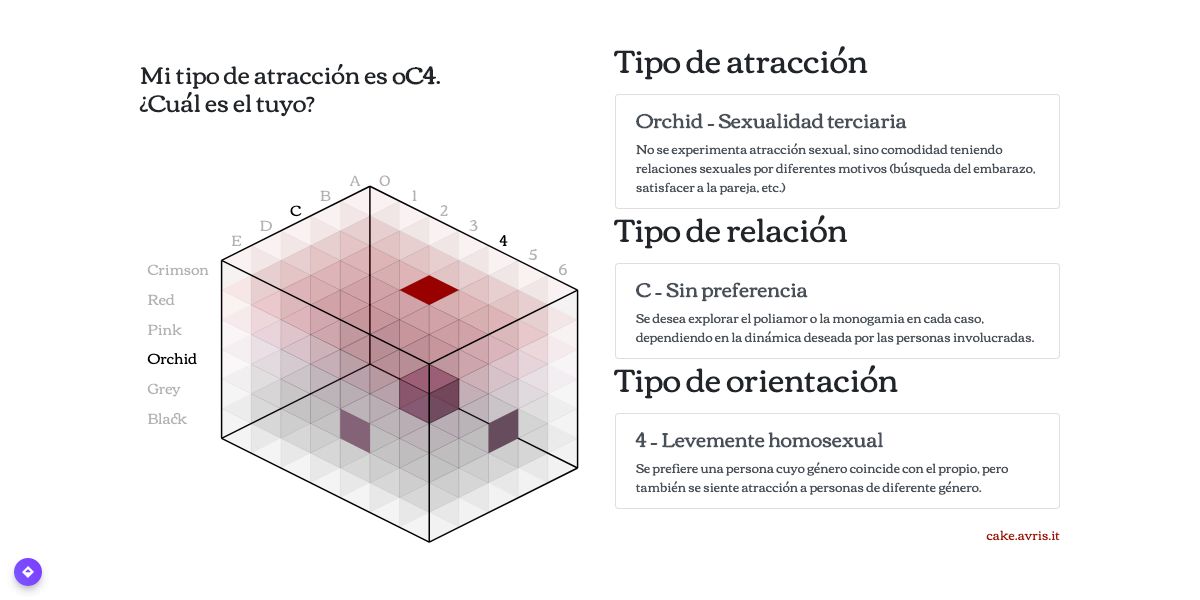 Mi tipo de atracción es oC4.
¿Cuál es el tuyo?
A
B
C
D
E
O
1
2
3
4
5
6
Crimson
Red
Pink
Orchid
Grey
Black
Tipo de atracción
Orchid - Sexualidad terciaria
No se experimenta atracción sexual, sino comodidad teniendo
relaciones sexuales por diferentes motivos (búsqueda del embarazo,
satisfacer a la pareja, etc.)
Tipo de relación
C - Sin preferencia
Se desea explorar el poliamor o la monogamia en cada caso,
dependiendo en la dinámica deseada por las personas involucradas.
Tipo de orientación
4 - Levemente homosexual
Se prefiere una persona cuyo género coincide con el propio, pero
también se siente atracción a personas de diferente género.
cake.avris.it